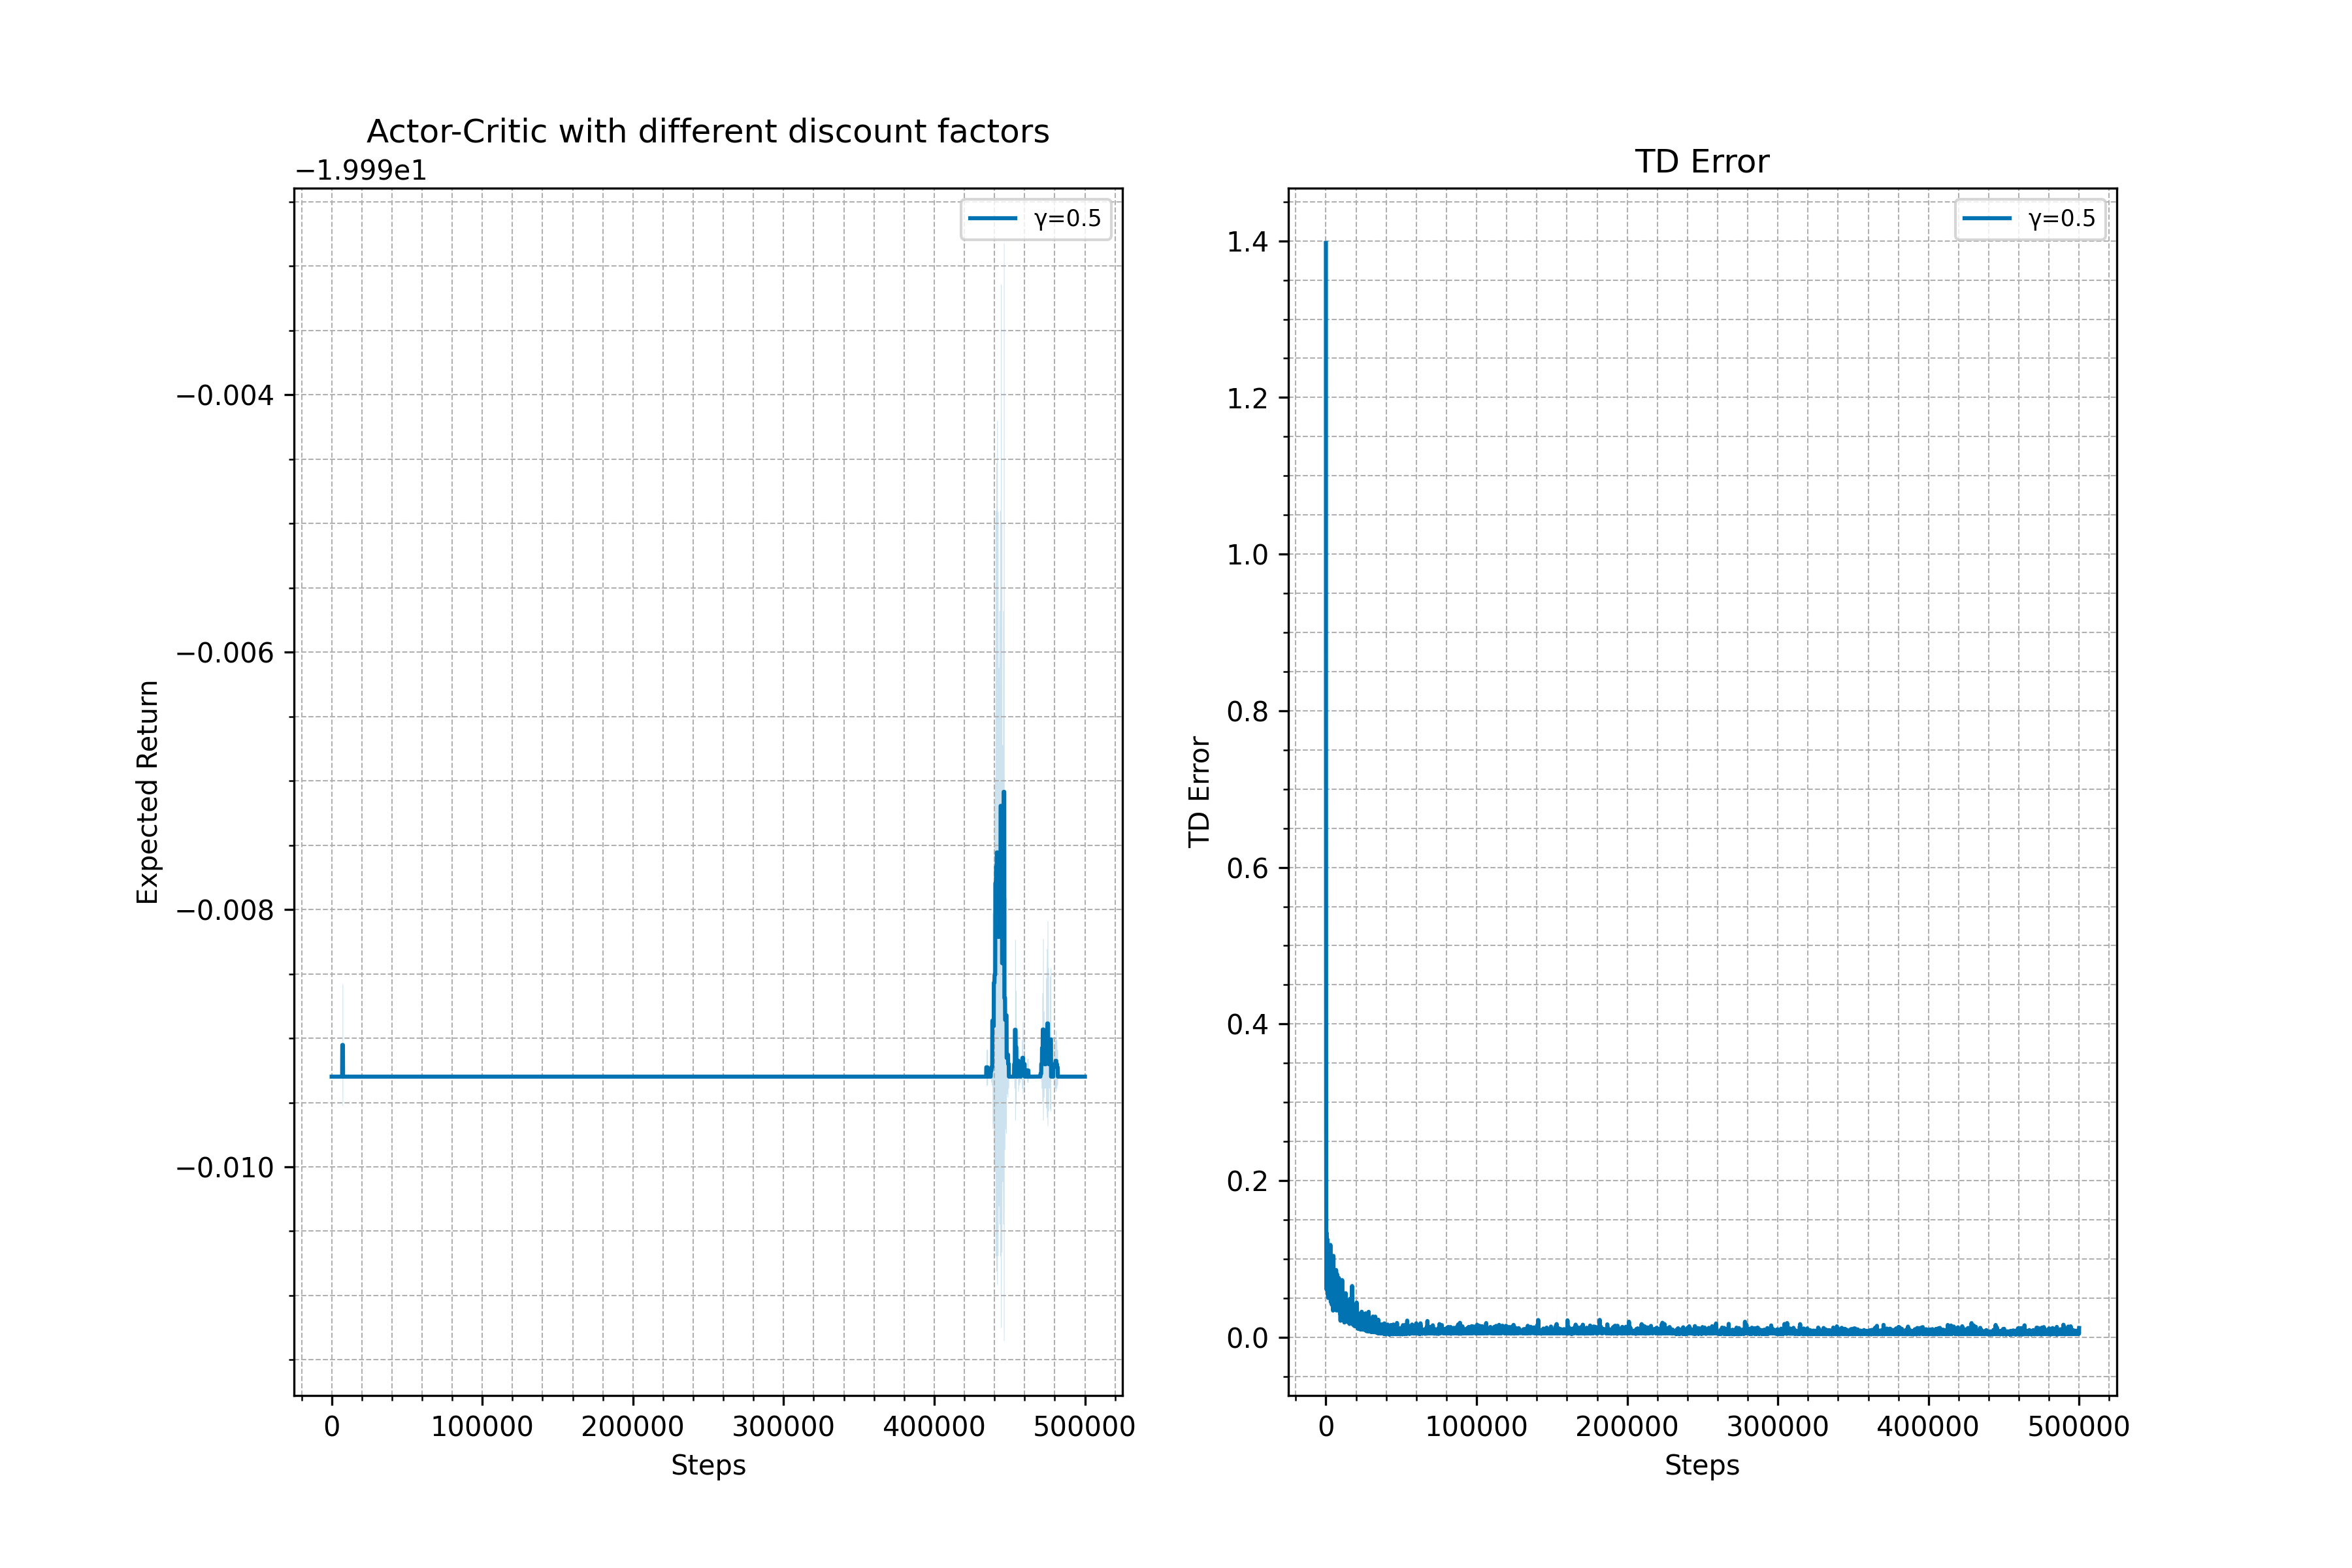 Actor-Critic with different discount factors
−1.999e1
γ=0.5
−0.004
−0.006
−0.008
−0.010
Expected Return
0 100000 200000 300000 400000 500000
Steps
TD Error
γ=0.5
1.4
1.2
1.0
0.8
0.6
0.4
0.2
0.0
TD Error
0 100000 200000 300000 400000 500000
Steps